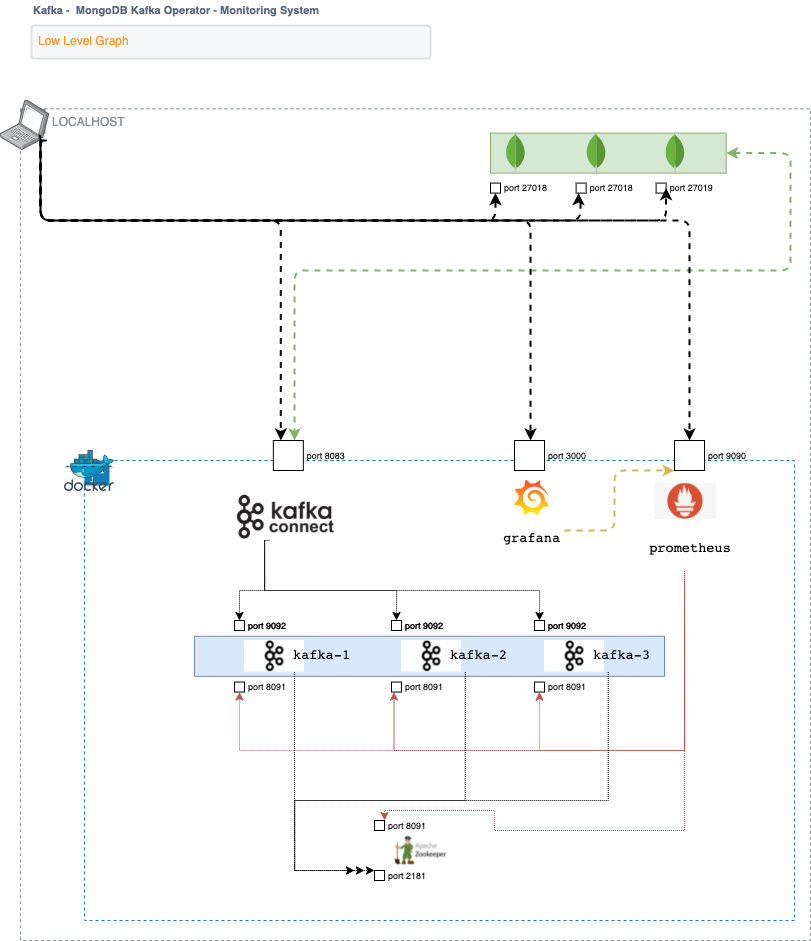 Kafka - MongoDB Kafka Operator - Monitoring System
Low Level Graph
LOCALHOST
port 27018
port 27018
port 27019
port 8083
port 3000
port 9090
docker
kafka
connect
grafana
prometheus
port 9092
port 9092
port 9092
kafka-1
kafka-2
kafka-3
port 8091
port 8091
port 8091
port 8091
Apache
Zookeeper
port 2181